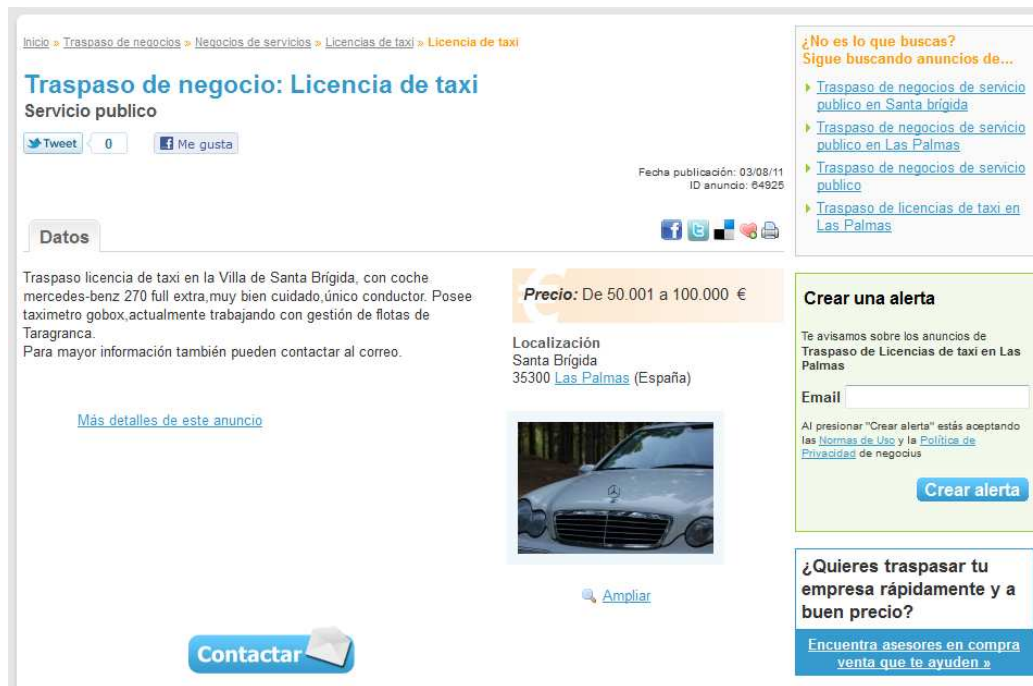 Inicio » Traspaso de negocios » Negocios de servicios » Licencias de taxi » Licencia de taxi
Traspaso de negocio: Licencia de taxi
Servicio publico
Tweet 0 Me gusta
Fecha publicación: 03/08/11
ID anuncio: 64925
Datos
Traspaso licencia de taxi en la Villa de Santa Brígida, con coche
mercedes-benz 270 full extra,muy bien cuidado,único conductor. Posee
taximetro gobox,actualmente trabajando con gestión de flotas de
Taragranca.
Para mayor información también pueden contactar al correo.
Más detalles de este anuncio
Precio: De 50.001 a 100.000 €
Localización
Santa Brígida
35300 Las Palmas (España)
Ampliar
Contactar
¿No es lo que buscas?
Sigue buscando anuncios de...
Traspaso de negocios de servicio
publico en Santa brígida
Traspaso de negocios de servicio
publico en Las Palmas
Traspaso de negocios de servicio
publico
Traspaso de licencias de taxi en
Las Palmas
Crear una alerta
Te avisamos sobre los anuncios de
Traspaso de Licencias de taxi en Las
Palmas
Email
Al presionar "Crear alerta" estás aceptando
las Normas de Uso y la Política de
Privacidad de negocius
Crear alerta
¿Quieres traspasar tu
empresa rápidamente y a
buen precio?
Encuentra asesores en compra
venta que te ayuden »